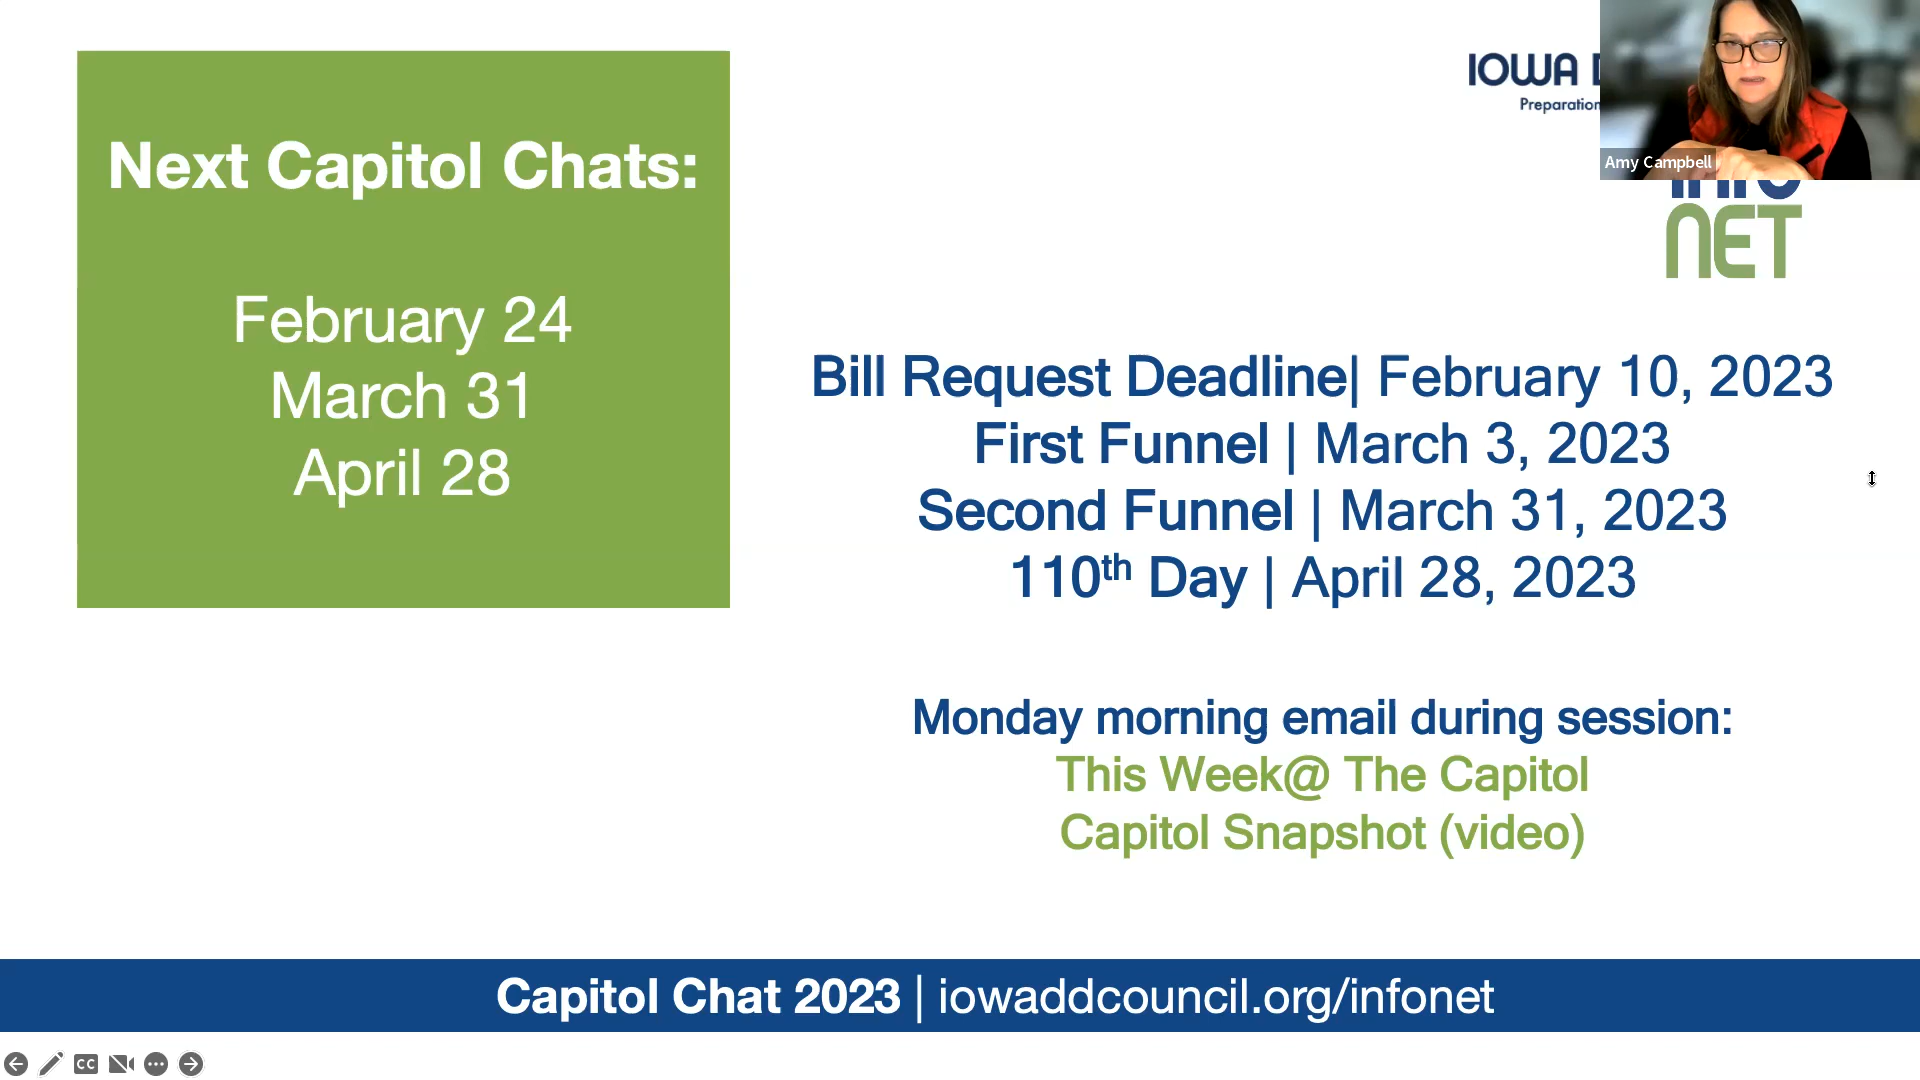 Next Capitol Chats:
February 24
March 31
April 28
IOWA
Preparation
Amy Campbell
NET
Bill Request Deadline| February 10, 2023
First Funnel | March 3, 2023
Second Funnel | March 31, 2023
110th Day | April 28, 2023
Monday morning email during session:
This Week@ The Capitol
Capitol Snapshot (video)
Capitol Chat 2023 | iowaddcouncil.org/infonet
CC